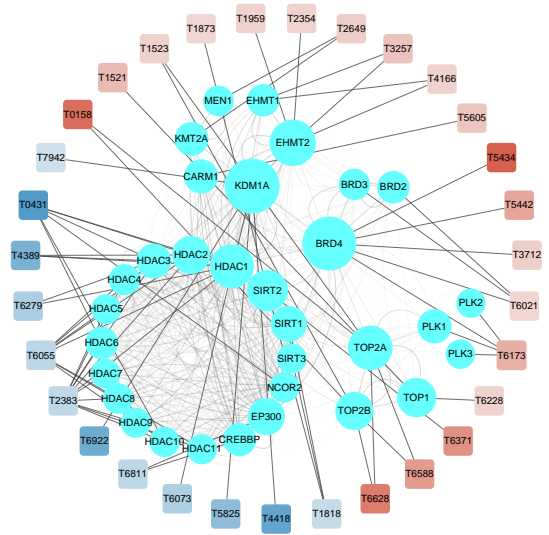 T1959
T2354
T1873
T2649
T1523
T3257
T1521
T4166
MEN1
EHMT1
T0158
T5605
KMT2A
EHMT2
T7942
T5434
CARM1
KDM1A
BRD3
BRD2
T0431
T5442
BRD4
T4389
HDAC3
HDAC2
T3712
HDAC1
HDAC4
T6279
SIRT2
T6021
HDAC5
PLK2
SIRT1
PLK1
HDAC6
TOP2A
T6055
SIRT3
PLK3
T6173
HDAC7
NCOR2
T2383
HDAC8
TOP1
T6228
HDAC9
EP300
TOP2B
T6922
HDAC10
CREBBP
T6371
HDAC11
T6811
T6588
T6073
T5825
T4418
T1818
T6628